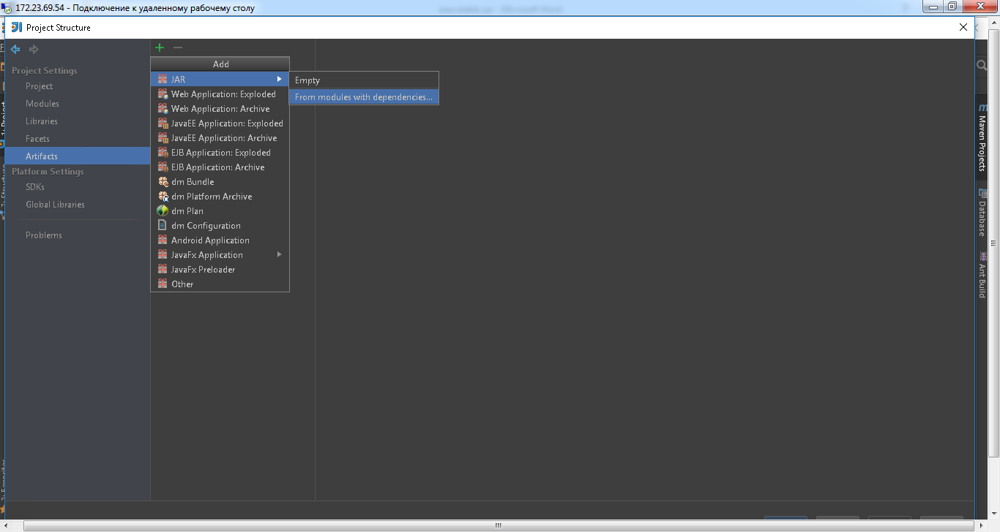 172.23.69.54 - Подключение к удаленному рабочему столу
Project Structure
Project Settings
Project
Modules
Libraries
Facets
Artifacts
Platform Settings
SDKs
Global Libraries
Problems
Add
JAR
Web Application: Exploded
Web Application: Archive
JavaEE Application: Exploded
JavaEE Application: Archive
EJB Application: Exploded
EJB Application: Archive
dm Bundle
dm Platform Archive
dm Plan
dm Configuration
Android Application
JavaFx Application
JavaFx Preloader
Other
Empty
From modules with dependencies...
Maven Projects
Database
Ant Build